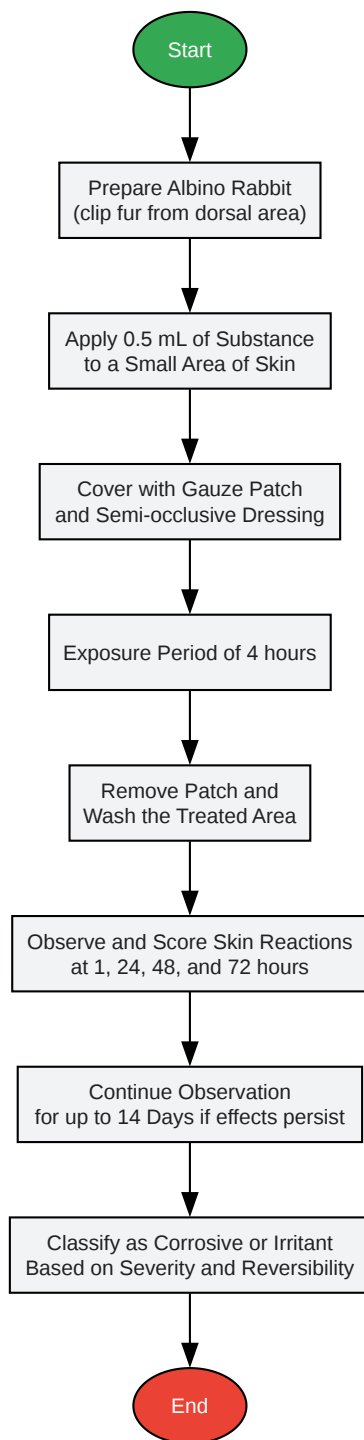 Start
Prepare Albino Rabbit
(clip fur from dorsal area)
Apply 0.5 mL of Substance
to a Small Area of Skin
Cover with Gauze Patch
and Semi-occlusive Dressing
Exposure Period of 4 hours
Remove Patch and
Wash the Treated Area
Observe and Score Skin Reactions
at 1, 24, 48, and 72 hours
Continue Observation
for up to 14 Days if effects persist
Classify as Corrosive or Irritant
Based on Severity and Reversibility
End